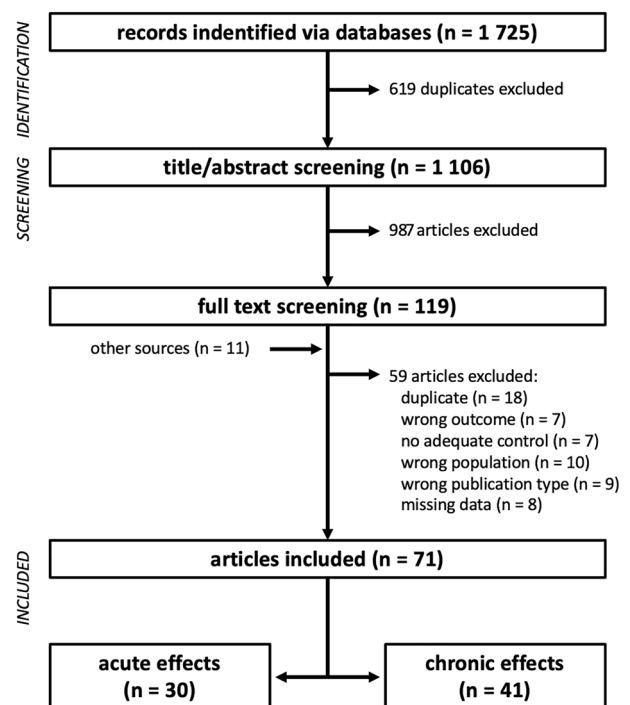 IDENTIFICATION
records indentified via databases (n = 1 725)
619 duplicates excluded
SCREENING
title/abstract screening (n = 1 106)
987 articles excluded
full text screening (n = 119)
other sources (n = 11)
59 articles excluded:
duplicate (n = 18)
wrong outcome (n = 7)
no adequate control (n = 7)
wrong population (n = 10)
wrong publication type (n = 9)
missing data (n = 8)
INCLUDED
articles included (n = 71)
acute effects
(n = 30)
chronic effects
(n = 41)